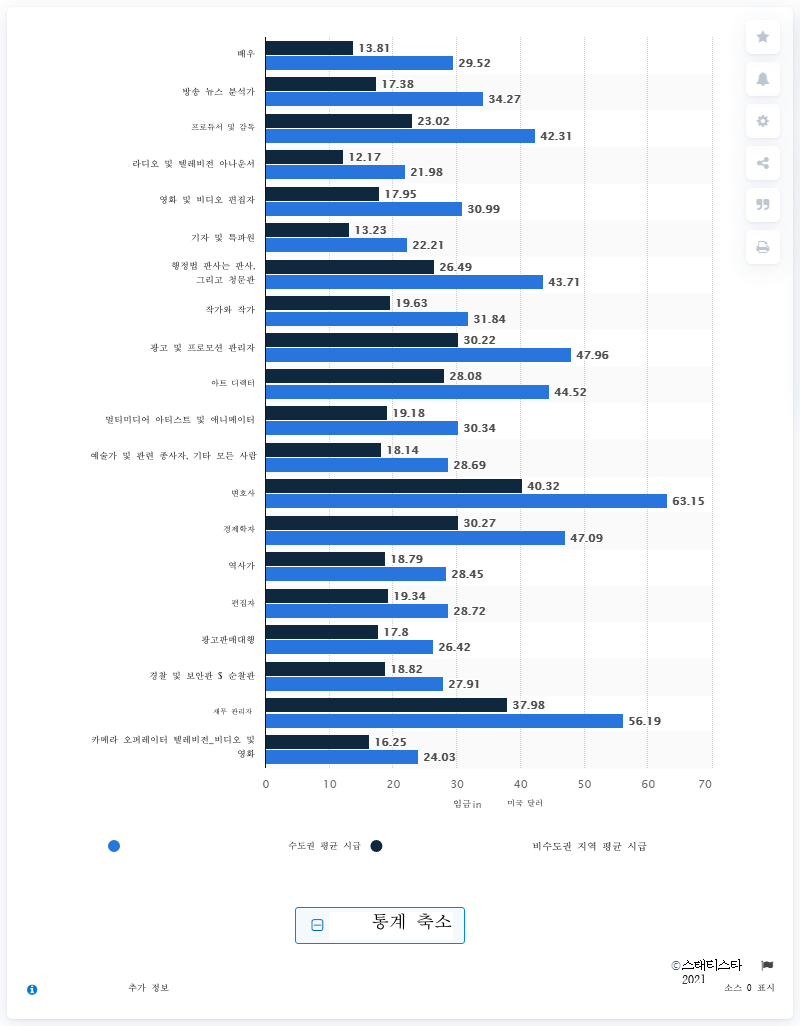 배우
13.81
29.52
방송 뉴스 분석가
17.38
34.27
프로듀서 및 감독
23.02
42.31
라디오 및 텔레비전 아나운서
12.17
21.98
영화 및 비디오 편집자
17.95
30.99
기자 및 특파원
13.23
22.21
행정법 판사는 판사,
그리고 청문관
26.49
43.71
작가와 작가
19.63
31.84
광고 및 프로모션 관리자
30.22
47.96
아트 디렉터
28.08
44.52
멀티미디어 아티스트 및 애니메이터
19.18
30.34
예술가 및 관련 종사자, 기타 모든 사람
18.14
28.69
변호사
40.32
63.15
경제학자
30.27
47.09
역사가
18.79
28.45
편집자
19.34
28.72
광고판매대행
17.8
26.42
경찰 및 보안관 S 순찰관
18.82
27.91
재무 관리자
37.98
56.19
카메라 오퍼레이터 텔레비전_비디오 및
영화
16.25
24.03
0 10 20 30 40 50 60 70
임금 in 미국 달러
수도권 평균 시급 비수도권 지역 평균 시급
통계 축소
©스태티스타
2021
추가 정보 소스 0 표시